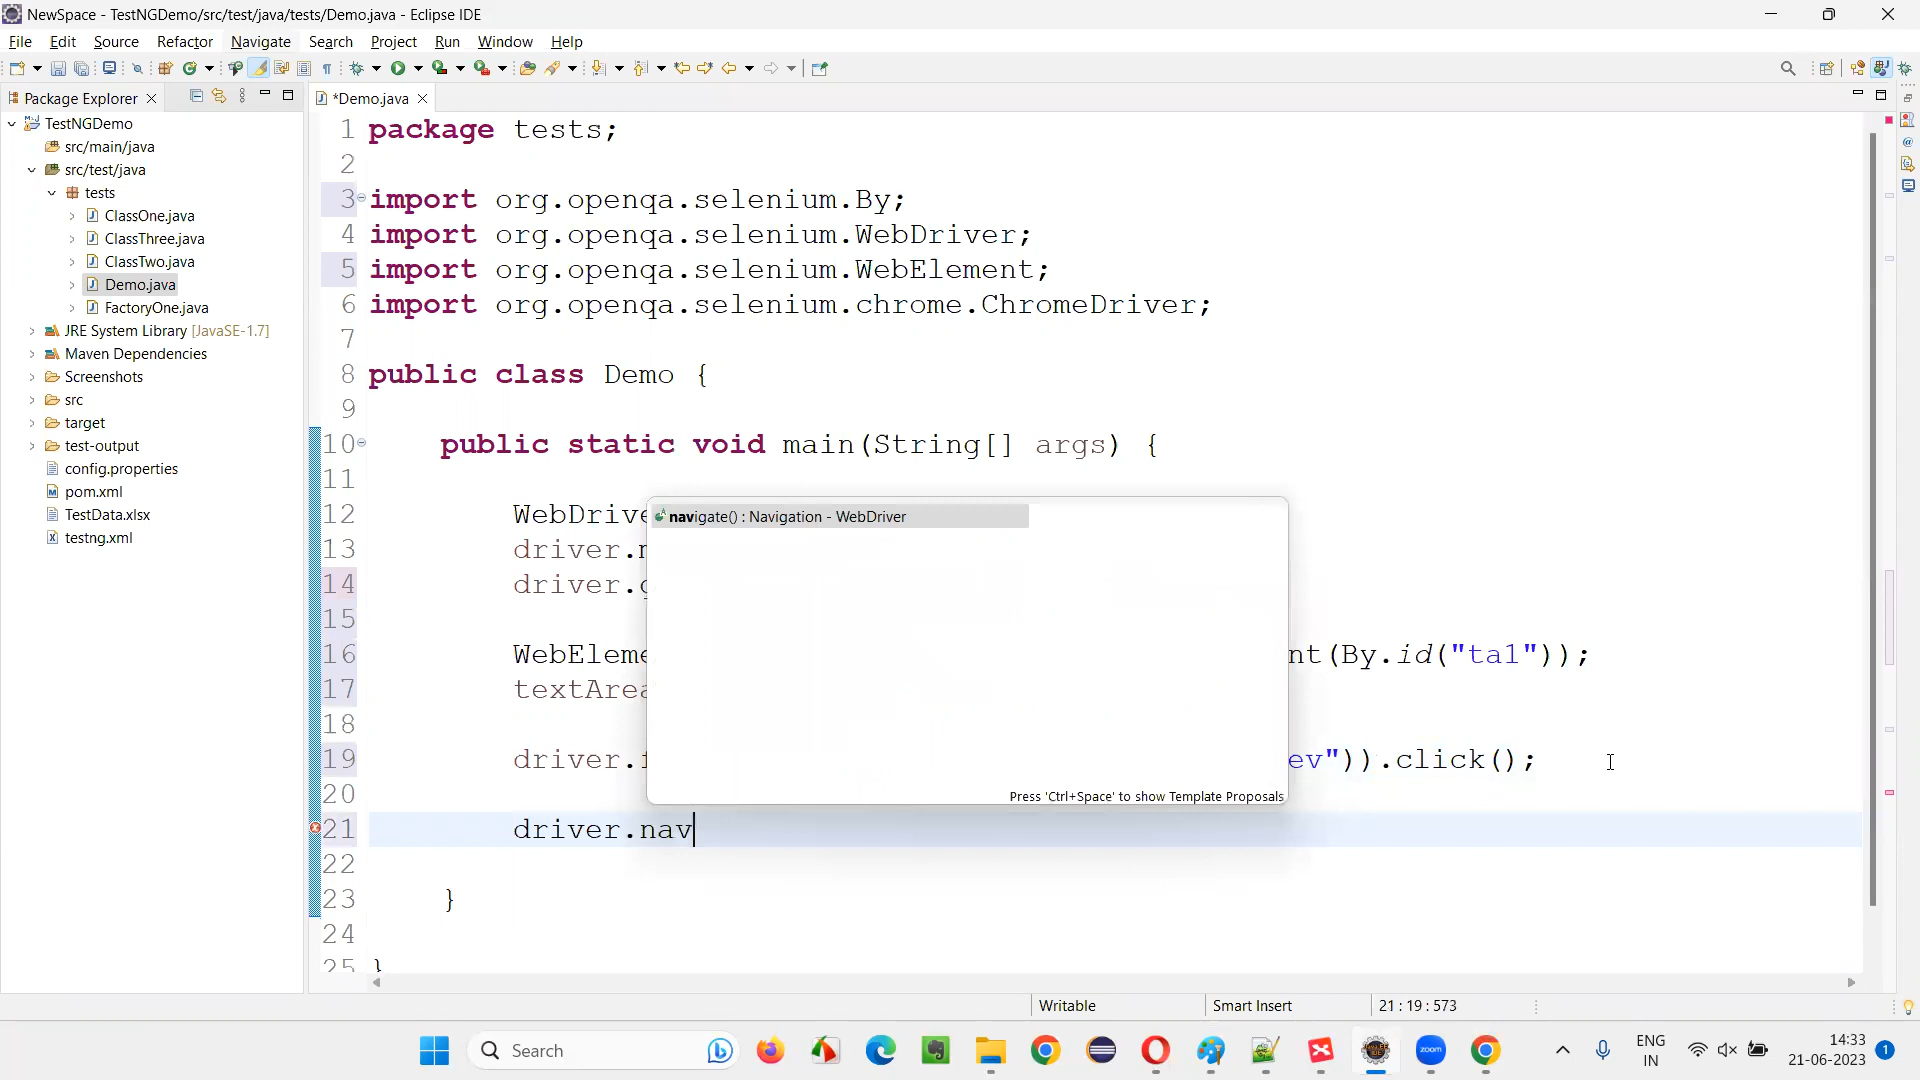 NewSpace - TestNGDemo/src/test/java/tests/Demo.java - Eclipse IDE
File Edit Source Refactor Navigate Search Project Run Window Help
Package Explorer
*Demo.java
TestNGDemo
src/main/java
src/test/java
tests
ClassOne.java
ClassThree.java
ClassTwo.java
Demo.java
FactoryOne.java
JRE System Library [JavaSE-1.7]
Maven Dependencies
Screenshots
src
target
test-output
config.properties
pom.xml
TestData.xlsx
testng.xml
1 package tests;
2
3 import org.openqa.selenium.By;
4 import org.openqa.selenium.WebDriver;
5 import org.openqa.selenium.WebElement;
6 import org.openqa.selenium.chrome.ChromeDriver;
7
8 public class Demo {
9
10 public static void main(String[] args) {
11
12 WebDrive
13 driver.
14 driver.
15
16 WebEleme nt(By.id("ta1"));
17 textArea
18
19 driver. ev")).click();
20
21 driver.nav
22
23 }
24
25 }
navigate() : Navigation - WebDriver
Press 'Ctrl+Space' to show Template Proposals
Writable Smart Insert 21 : 19 : 573
Search
zoom
ENG
IN
14:33
21-06-2023
1